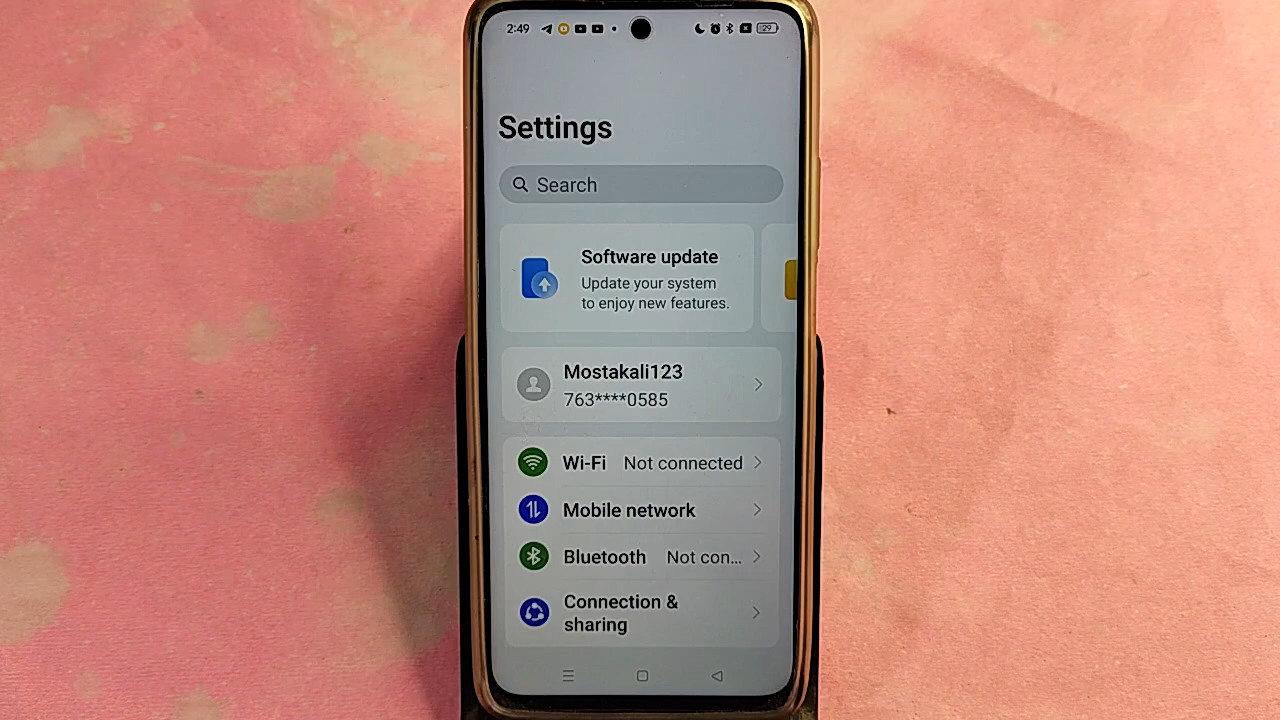 2:49 29
Settings
Search
Software update
Update your system
to enjoy new features.
Mostakali123
763****0585
Wi-Fi Not connected
Mobile network
Bluetooth Not con...
Connection &
sharing